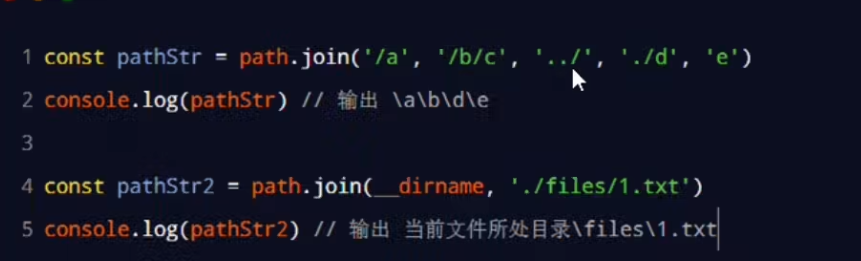 1 const pathStr = path.join('/a', '/b/c', '../', './d', 'e')
2 console.log(pathStr) // 输出 \a\b\d\e
3
4 const pathStr2 = path.join(__dirname, './files/1.txt')
5 console.log(pathStr2) // 输出 当前文件所处目录\files\1.txt